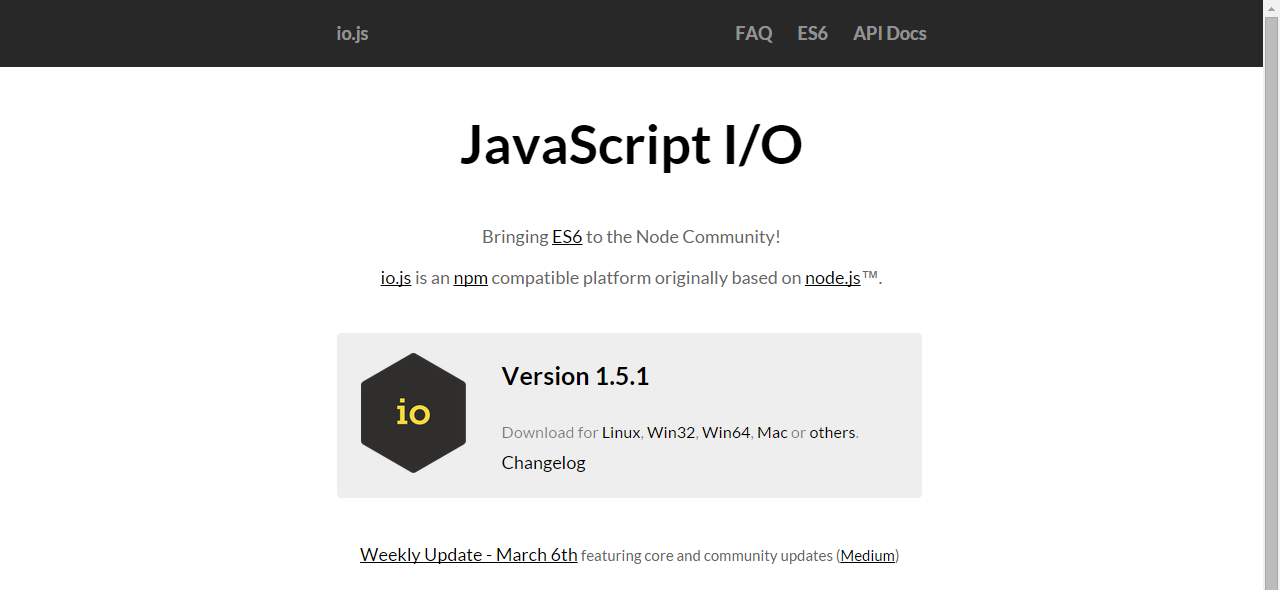 io.js FAQ ES6 API Docs
JavaScript I/O
Bringing ES6 to the Node Community!
io.js is an npm compatible platform originally based on node.js™.
Version 1.5.1
io
Download for Linux, Win32, Win64, Mac or others.
Changelog
Weekly Update - March 6th featuring core and community updates (Medium)